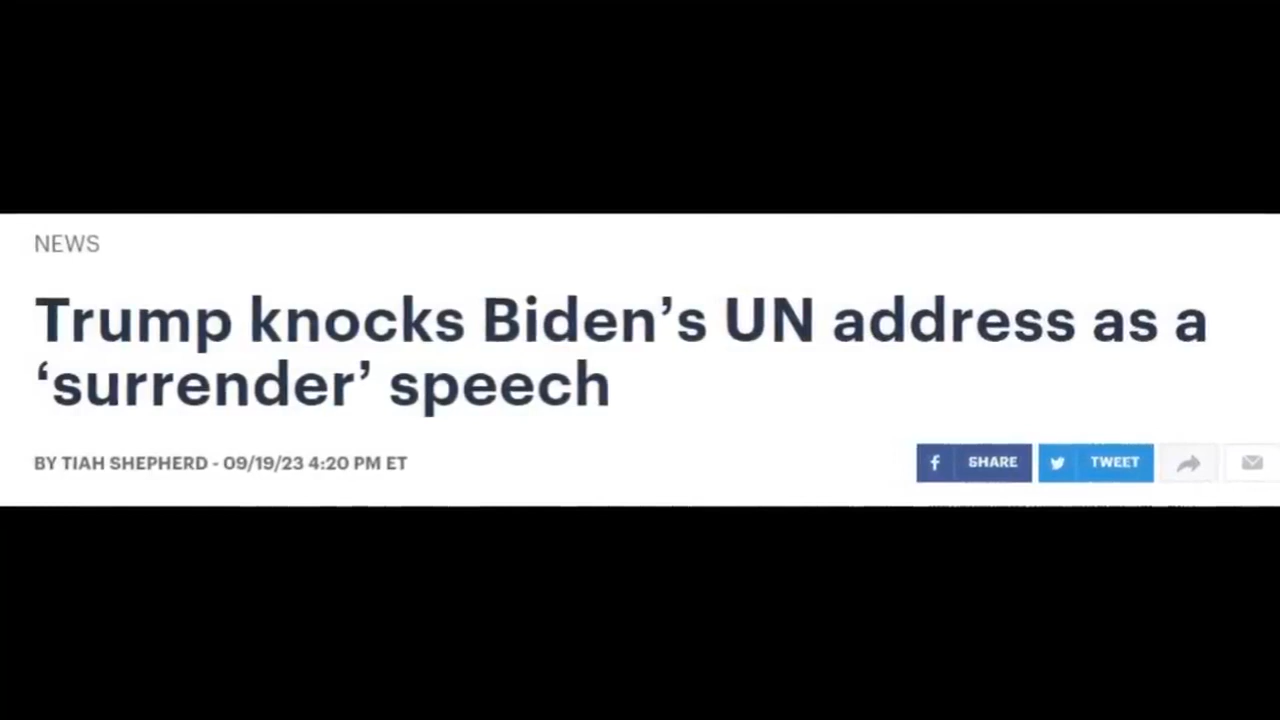 NEWS
Trump knocks Biden’s UN address as a
‘surrender’ speech
BY TIAH SHEPHERD - 09/19/23 4:20 PM ET
f SHARE TWEET